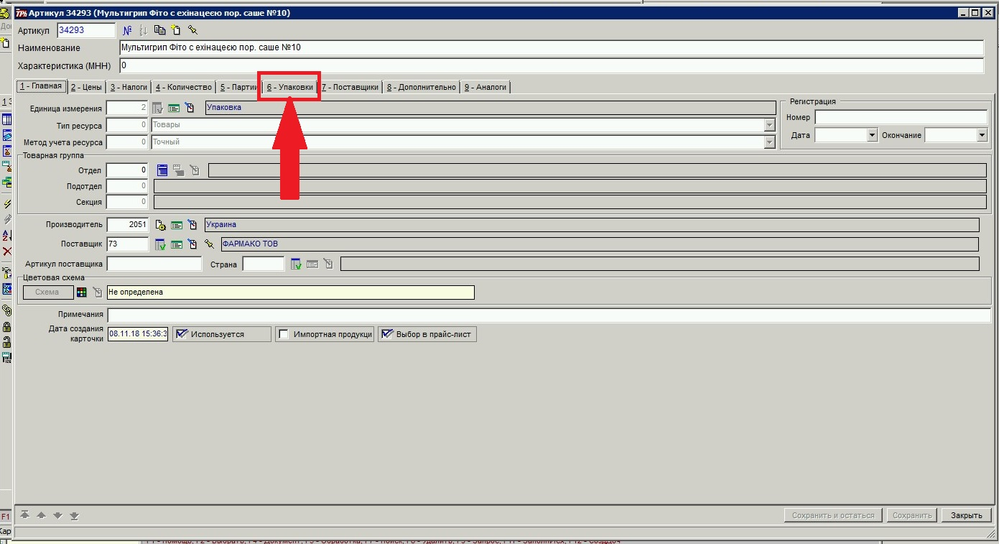 Артикул 34293 (Мультигрип Фіто с ехінацеєю пор. саше №10)
Артикул 34293
Наименование Мультигрип Фіто с ехінацеєю пор. саше №10
Характеристика (МНН) 0
1 - Главная 2 - Цены 3 - Налоги 4 - Количество 5 - Партии 6 - Упаковки 7 - Поставщики 8 - Дополнительно 9 - Аналоги
Единица измерения 2 Упаковка
Тип ресурса 0 Товары
Метод учета ресурса 0 Точный
Регистрация
Номер
Дата Окончание
Товарная группа
Отдел 0
Подотдел 0
Секция 0
Производитель 2051 Украина
Поставщик 73 ФАРМАКО ТОВ
Артикул поставщика Страна
Цветовая схема
Схема Не определена
Примечания
Дата создания
карточки 08.11.18 15:36:3 Используется Импортная продукци Выбор в прайс-лист
Сохранить и остаться Сохранить Закрыть
F1